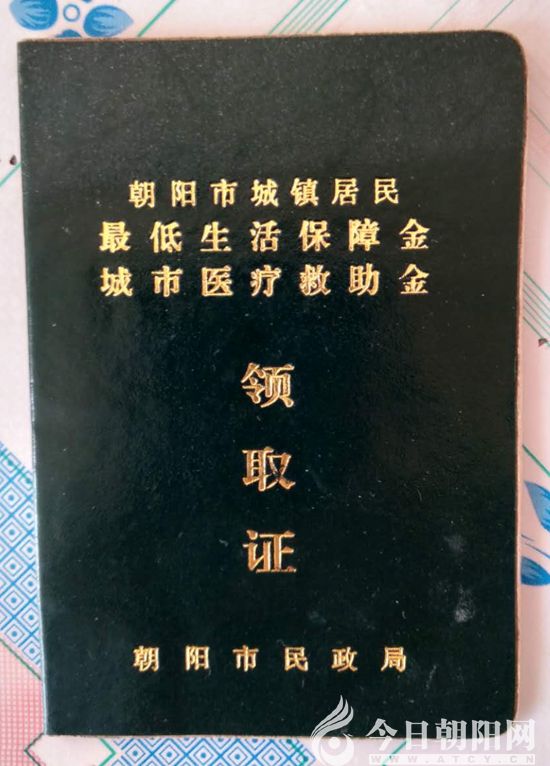 朝阳市城镇居民
最低生活保障金
城市医疗救助金
领
取
证
朝阳市民政局
今日朝阳网
WWW.ATCY.CN